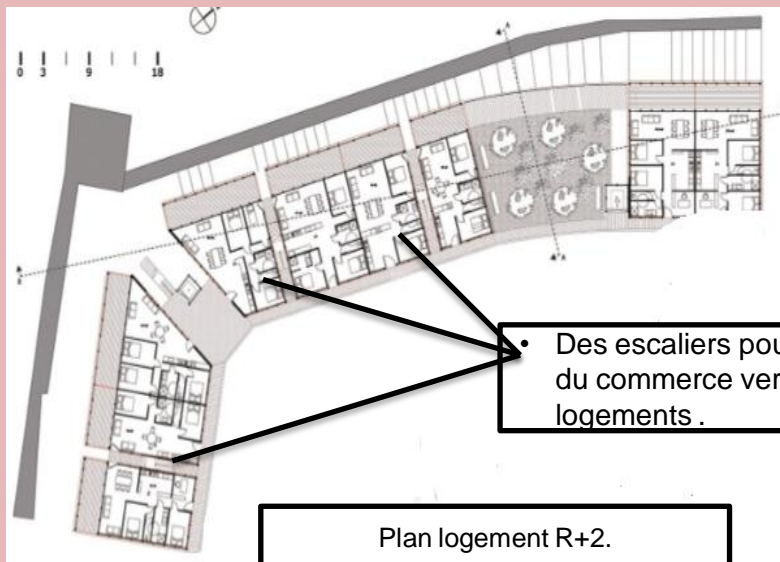 0 3 9 18
• Des escaliers pou
du commerce ver
logements .
Plan logement R+2.